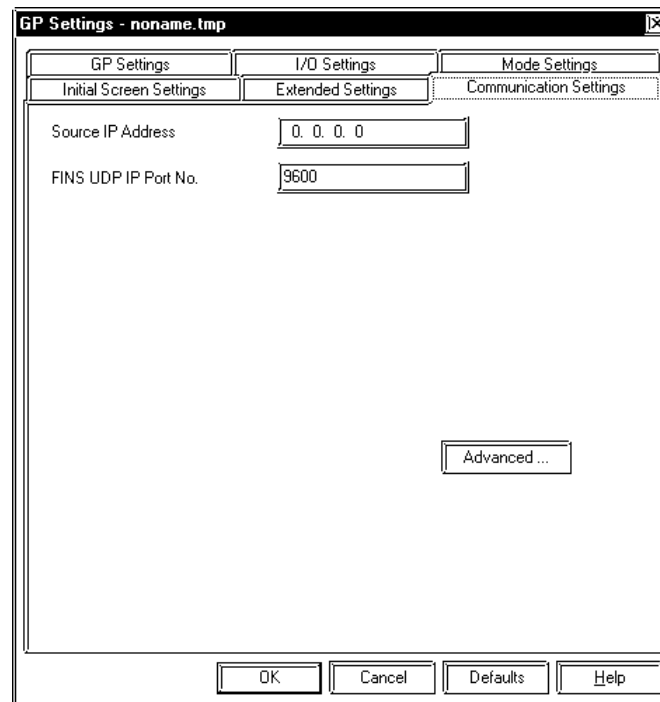 GP Settings - noname.tmp
GP Settings I/O Settings Mode Settings
Initial Screen Settings Extended Settings Communication Settings
Source IP Address 0. 0. 0. 0
FINS UDP IP Port No. 9600
Advanced ...
OK Cancel Defaults Help